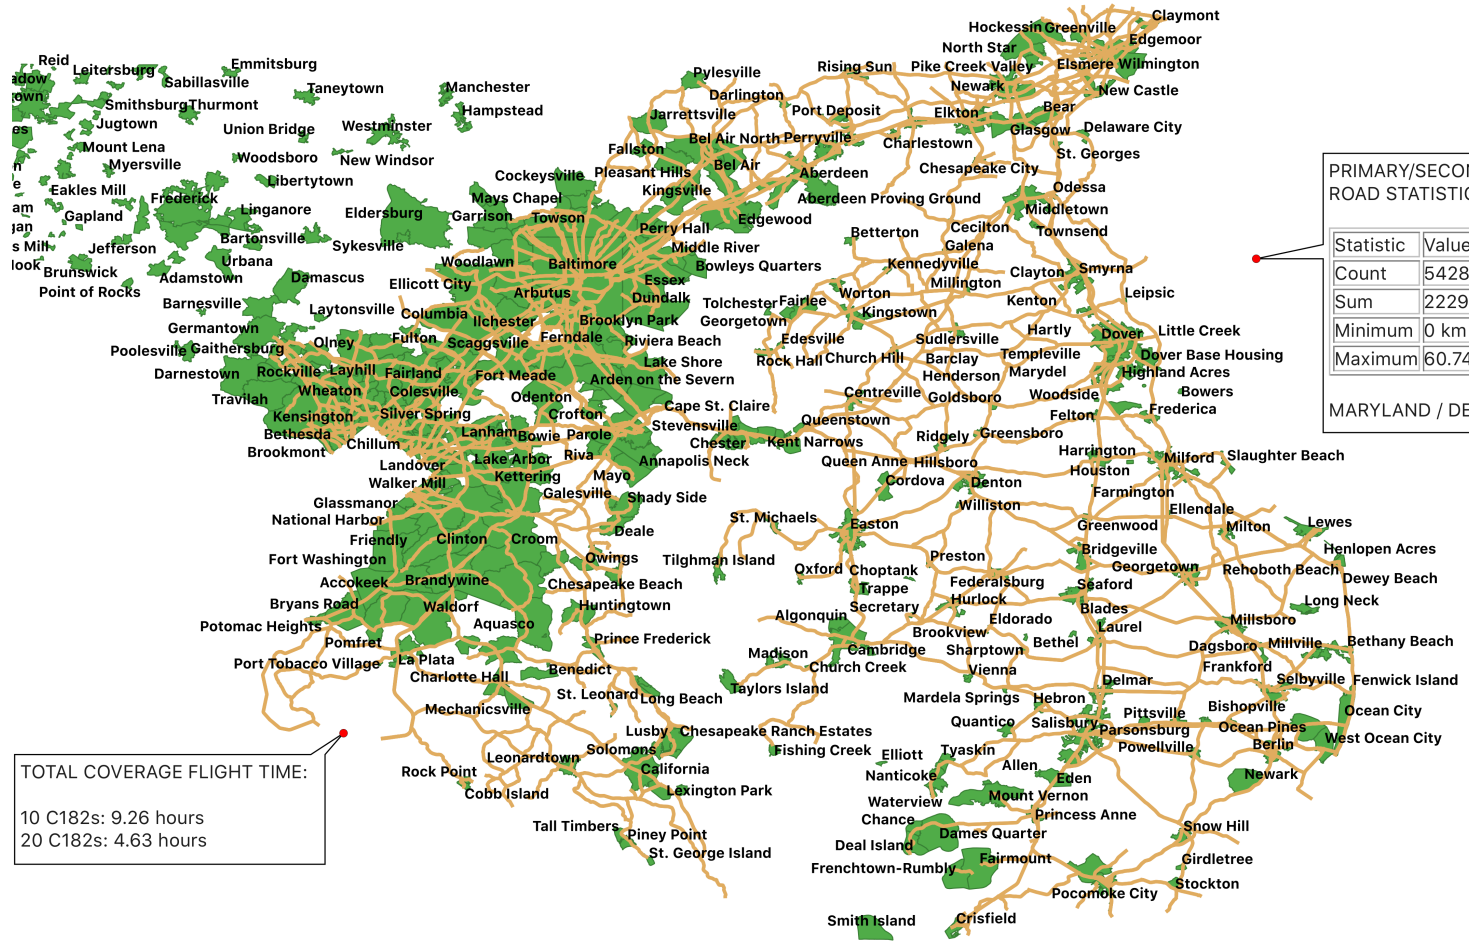 Claymont
Hockessin Greenville
Edgemoor
North Star
Reid
Leitersburg
Emmitsburg
Pylesville
Rising Sun
Pike Creek Valley
Elsmere Wilmington
adow
Sabillasville
Taneytown
Manchester
Darlington
Newark
New Castle
own
Smithsburg Thurmont
Hampstead
Jarrettsville
Port Deposit
Elkton
Bear
es
Jugtown
Union Bridge
Westminster
Bel Air North Perryville
Glasgow
Delaware City
Mount Lena
Fallston
Charlestown
St. Georges
n
Myersville
Woodsboro
New Windsor
Bel Air
Chesapeake City
e
Eakles Mill
Libertytown
Cockeysville
Pleasant Hills
Aberdeen
Odessa
am
Frederick
Mays Chapel
Kingsville
Aberdeen Proving Ground
Gapland
Linganore
Eldersburg
Garrison
Towson
Edgewood
Middletown
gan
Perry Hall
Betterton
Cecilton
Townsend
s Mill
Jefferson
Bartonsville
Sykesville
Middle River
Galena
look
Brunswick
Urbana
Woodlawn
Baltimore
Bowleys Quarters
Kennedyville
Clayton
Smyrna
Point of Rocks
Adamstown
Damascus
Ellicott City
Essex
Millington
Barnesville
Laytonsville
Columbia
Arbutus
Dundalk
Tolchester Fairlee
Worton
Kenton
Leipsic
Germantown
Ilchester
Brooklyn Park
Georgetown
Kingstown
Poolesville
Gaithersburg
Olney
Fulton
Scaggsville
Ferndale
Riviera Beach
Edesville
Sudlersville
Hartly
Dover
Little Creek
Darnestown
Rockville
Layhill
Fairland
Fort Meade
Lake Shore
Rock Hall
Church Hill
Barclay
Templeville
Dover Base Housing
Travilah
Wheaton
Colesville
Odenton
Arden on the Severn
Henderson
Marydel
Highland Acres
Kensington
Silver Spring
Crofton
Cape St. Claire
Centreville
Goldsboro
Woodside
Bowers
Bethesda
Chillum
Lanham
Bowie
Parole
Stevensville
Queenstown
Felton
Frederica
Brookmont
Landover
Lake Arbor
Riva
Chester
Kent Narrows
Ridgely
Greensboro
Harrington
Milford
Slaughter Beach
Walker Mill
Kettering
Mayo
Annapolis Neck
Queen Anne
Hillsboro
Houston
Glassmanor
Galesville
Shady Side
Cordova
Denton
Farmington
National Harbor
Deale
St. Michaels
Easton
Williston
Greenwood
Ellendale
Milton
Lewes
Friendly
Clinton
Croom
Fort Washington
Owings
Tilghman Island
Oxford
Choptank
Preston
Bridgeville
Georgetown
Rehoboth Beach
Henlopen Acres
Accokeek
Brandywine
Chesapeake Beach
Trappe
Federalsburg
Seaford
Dewey Beach
Bryans Road
Waldorf
Huntingtown
Algonquin
Secretary
Hurlock
Blades
Long Neck
Potomac Heights
Aquasco
Eldorado
Laurel
Millsboro
Pomfret
Prince Frederick
Cambridge
Brookview
Bethel
Dagsboro
Millville
Bethany Beach
Port Tobacco Village
La Plata
Benedict
Madison
Church Creek
Sharptown
Frankford
Charlotte Hall
St. Leonard
Long Beach
Taylors Island
Vienna
Delmar
Selbyville
Fenwick Island
Mechanicsville
Mardela Springs
Hebron
Pittsville
Bishopville
Ocean City
Lusby
Chesapeake Ranch Estates
Quantico
Salisbury
Parsonsburg
Ocean Pines
West Ocean City
Leonardtown
Solomons
Fishing Creek
Elliott
Tyaskin
Powellville
Berlin
Rock Point
California
Nanticoke
Allen
Eden
Newark
Cobb Island
Lexington Park
Waterview
Mount Vernon
Chance
Princess Anne
Tall Timbers
Piney Point
Deal Island
Dames Quarter
Snow Hill
St. George Island
Frenchtown-Rumbly
Fairmount
Girdletree
Pocomoke City
Stockton
Smith Island
Crisfield
PRIMARY/SECON
ROAD STATISTIC
Statistic Value
Count 5428
Sum 2229
Minimum 0 km
Maximum 60.74
MARYLAND / DE
TOTAL COVERAGE FLIGHT TIME:
10 C182s: 9.26 hours
20 C182s: 4.63 hours